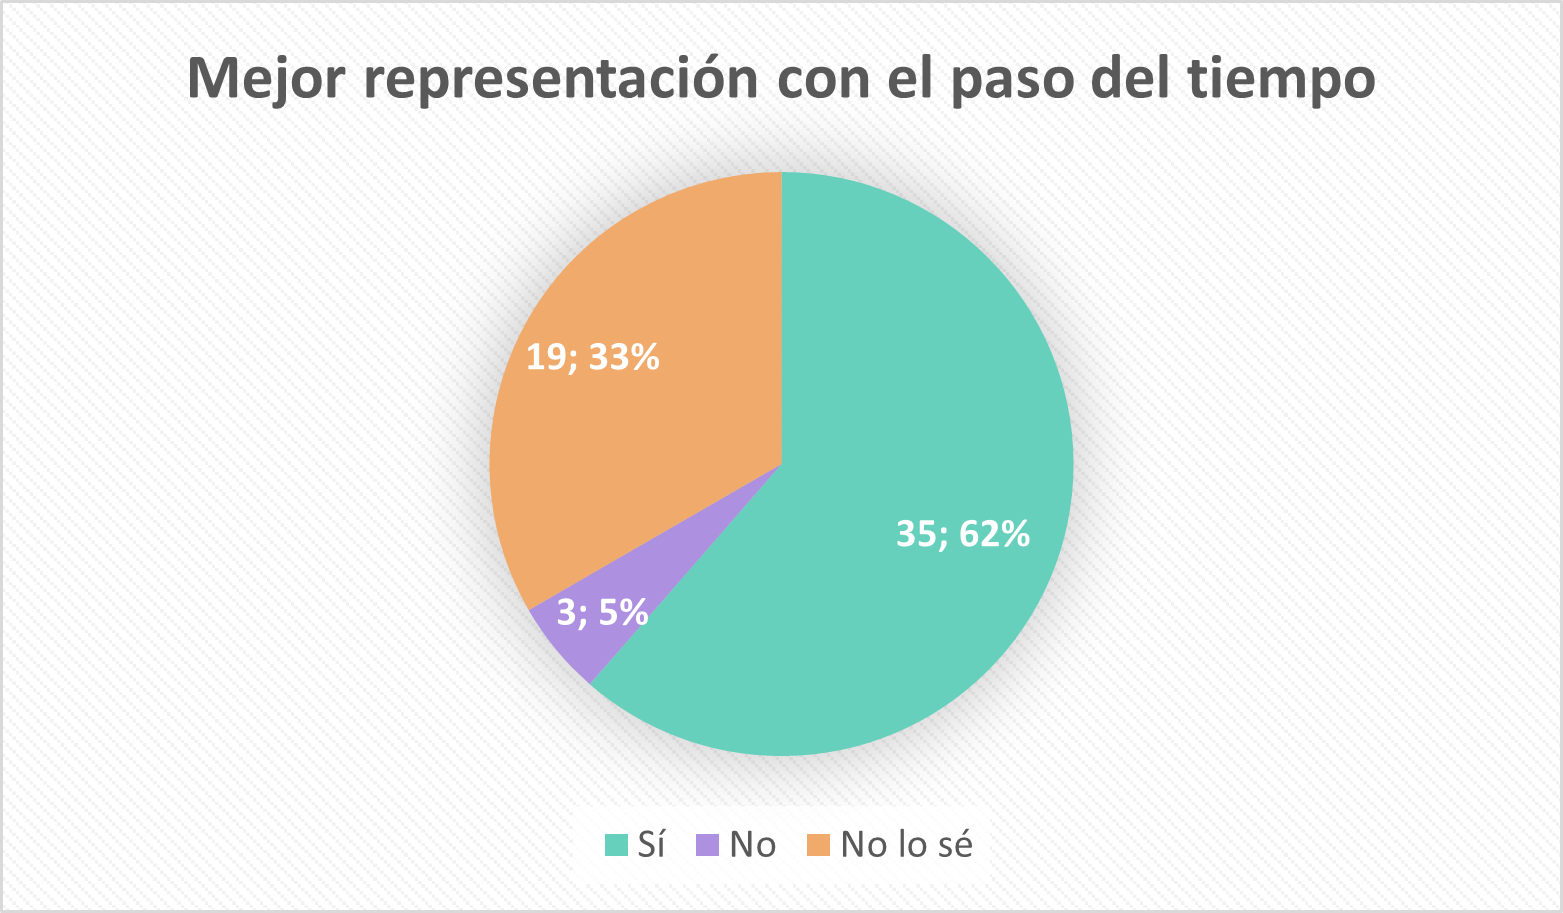 Mejor representación con el paso del tiempo
19; 33%
35; 62%
3; 5%
Sí No No lo sé